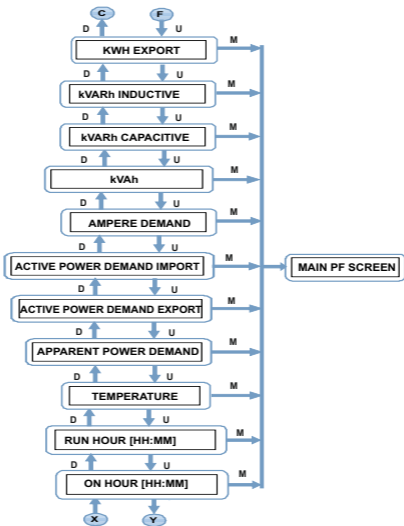 C F
D U
KWH EXPORT M
D U
kVARh INDUCTIVE M
D U
kVARh CAPACITIVE M
D U
kVAh M
D U
AMPERE DEMAND M
D U
ACTIVE POWER DEMAND IMPORT M MAIN PF SCREEN
D U
ACTIVE POWER DEMAND EXPORT M
D U
APPARENT POWER DEMAND M
D U
TEMPERATURE M
D U
RUN HOUR [HH:MM] M
D U
ON HOUR [HH:MM] M
X Y